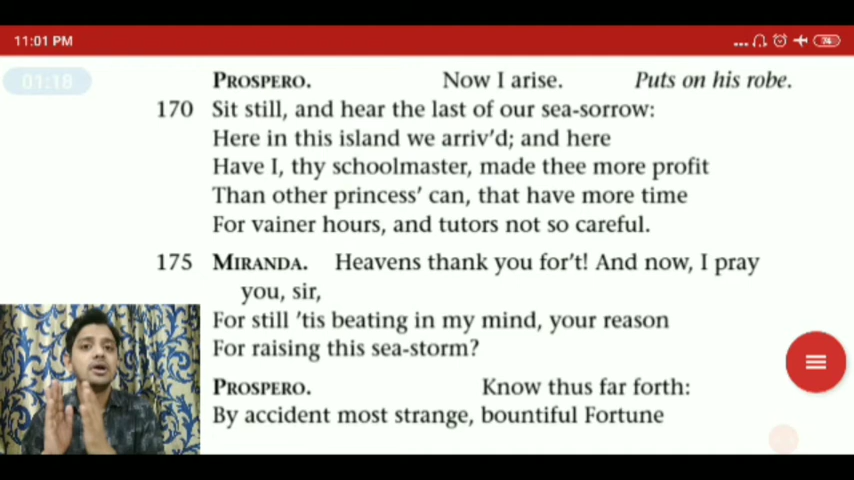 11:01 PM 74
01:18
PROSPERO. Now I arise. Puts on his robe.
170 Sit still, and hear the last of our sea-sorrow:
Here in this island we arriv'd; and here
Have I, thy schoolmaster, made thee more profit
Than other princess' can, that have more time
For vainer hours, and tutors not so careful.
175 MIRANDA. Heavens thank you for't! And now, I pray
you, sir,
For still 'tis beating in my mind, your reason
For raising this sea-storm?
PROSPERO. Know thus far forth:
By accident most strange, bountiful Fortune